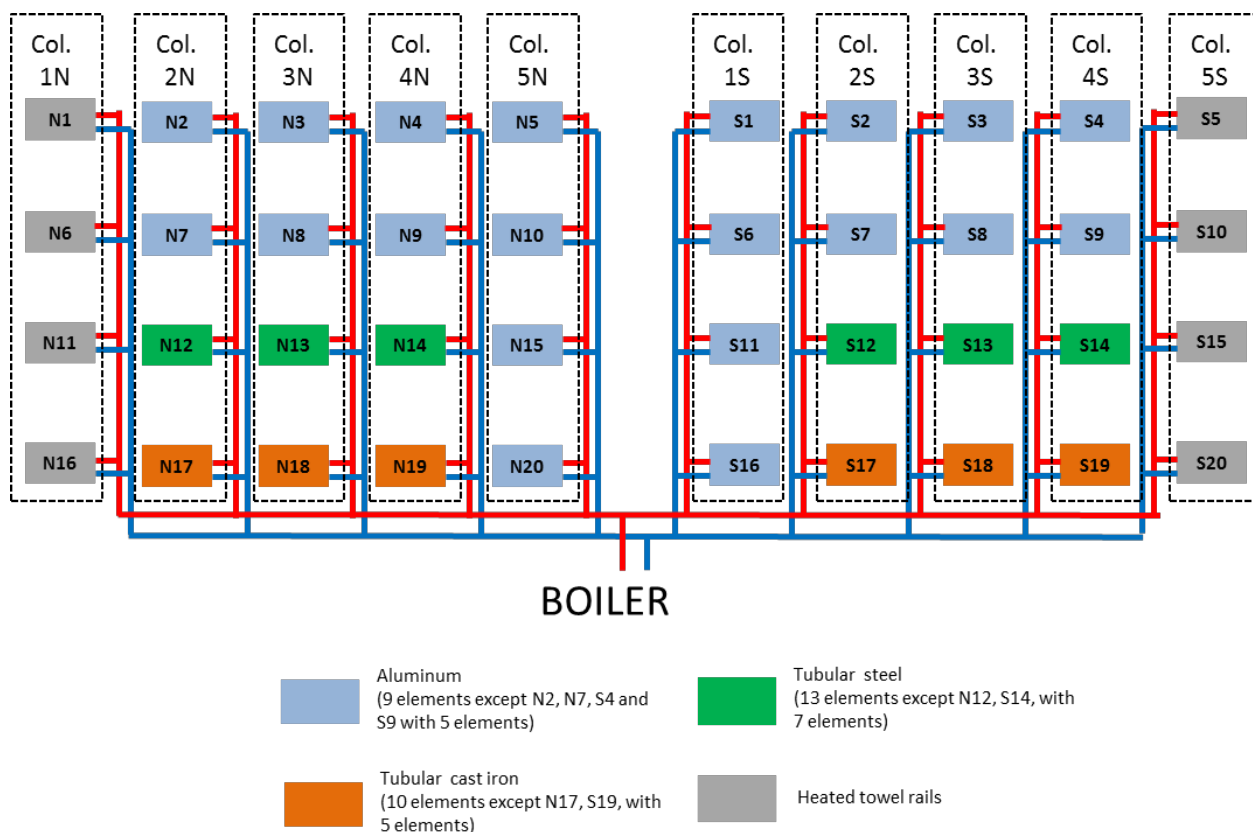 Col. 1N
Col. 2N
Col. 3N
Col. 4N
Col. 5N
Col. 1S
Col. 2S
Col. 3S
Col. 4S
Col. 5S
N1
N2
N3
N4
N5
S1
S2
S3
S4
S5
N6
N7
N8
N9
N10
S6
S7
S8
S9
S10
N11
N12
N13
N14
N15
S11
S12
S13
S14
S15
N16
N17
N18
N19
N20
S16
S17
S18
S19
S20
BOILER
Aluminum
(9 elements except N2, N7, S4 and
S9 with 5 elements)
Tubular steel
(13 elements except N12, S14, with
7 elements)
Tubular cast iron
(10 elements except N17, S19, with
5 elements)
Heated towel rails